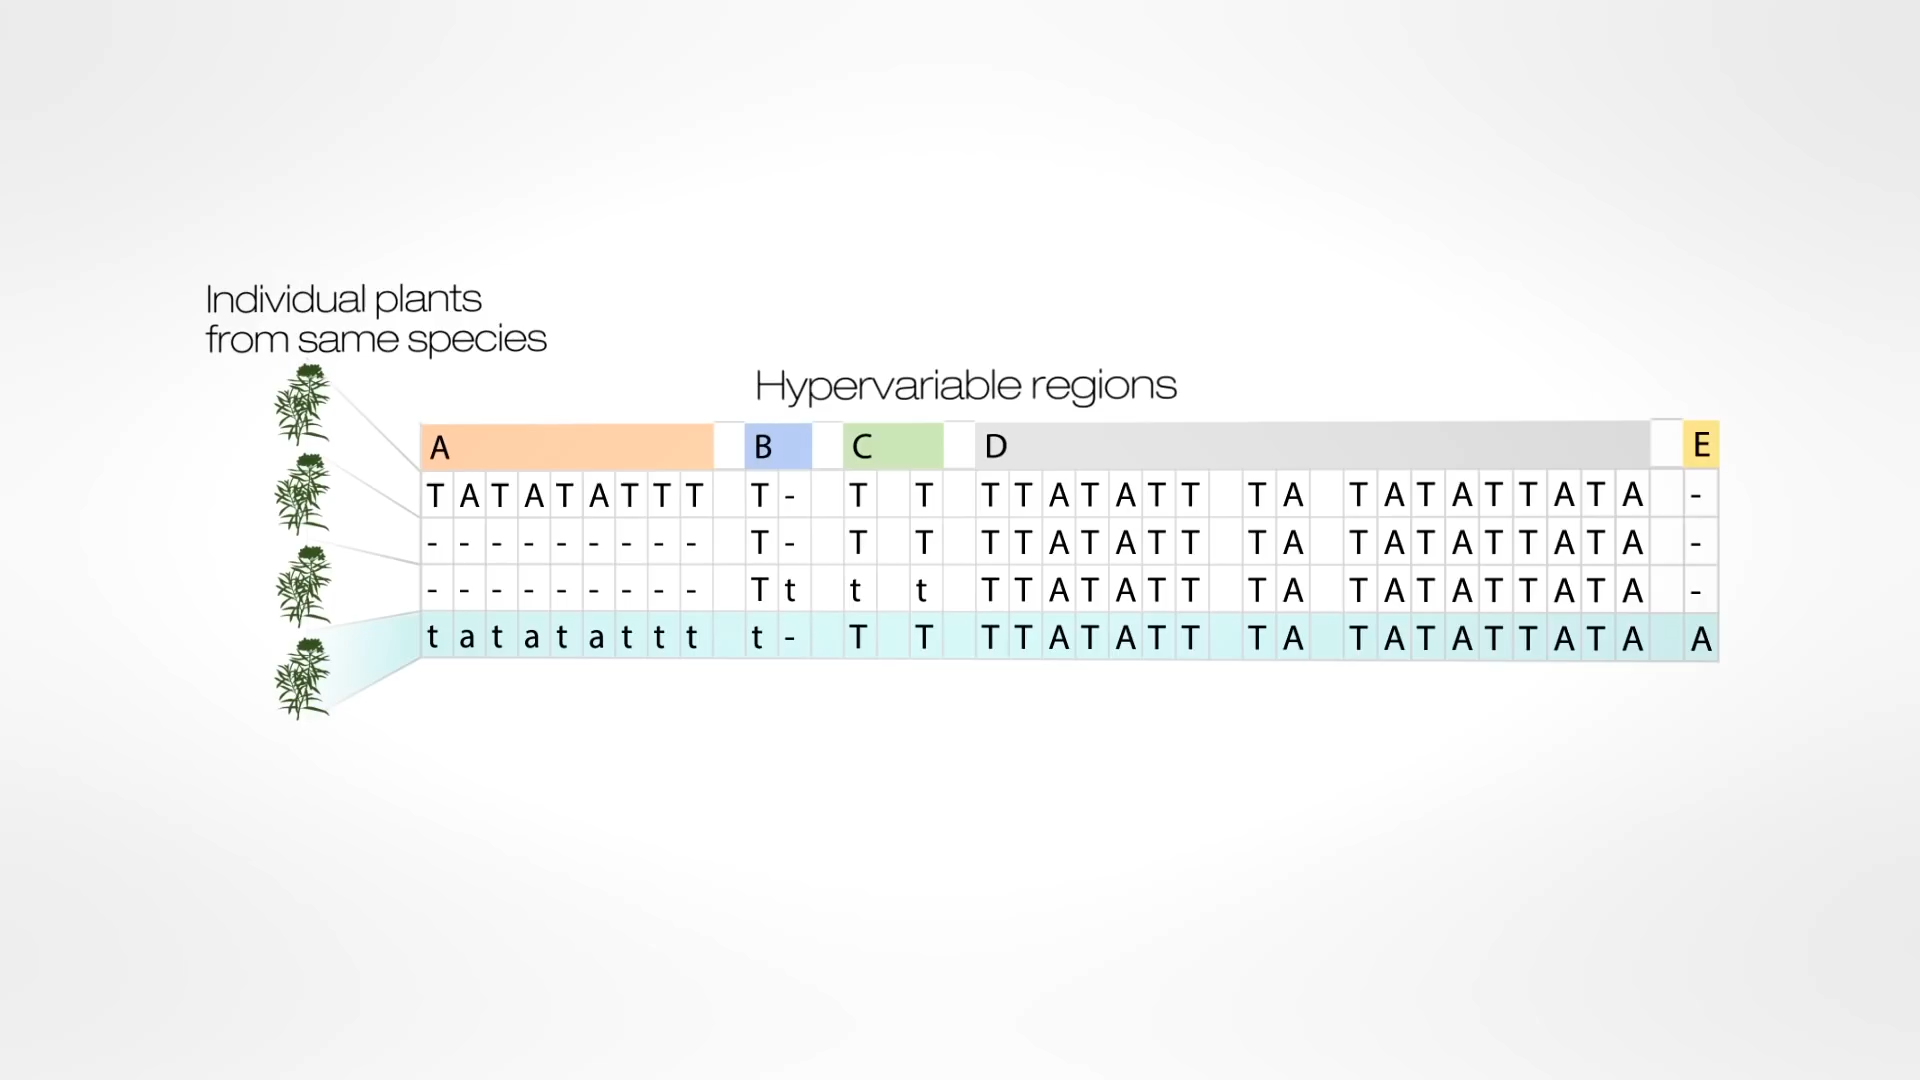 Individual plants
from same species
Hypervariable regions
A B C D E
T A T A T A T T T T - T T T T A T A T T T A T A T A T T A T A -
- - - - - - - - - T - T T T T A T A T T T A T A T A T T A T A -
- - - - - - - - - T t t t T T A T A T T T A T A T A T T A T A -
t a t a t a t t t t - T T T T A T A T T T A T A T A T T A T A A